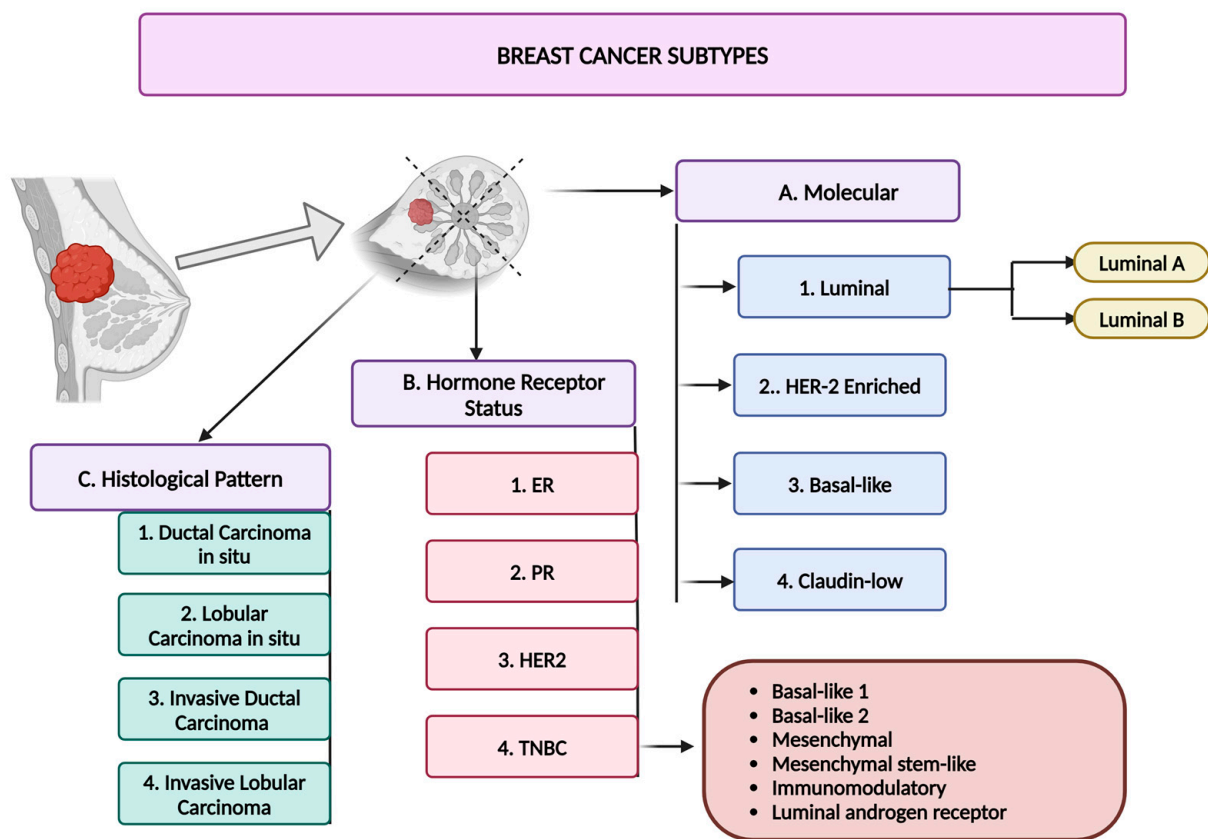 BREAST CANCER SUBTYPES
A. Molecular
1. Luminal
Luminal A
Luminal B
2.. HER-2 Enriched
3. Basal-like
4. Claudin-low
B. Hormone Receptor
Status
1. ER
2. PR
3. HER2
4. TNBC
• Basal-like 1
• Basal-like 2
• Mesenchymal
• Mesenchymal stem-like
• Immunomodulatory
• Luminal androgen receptor
C. Histological Pattern
1. Ductal Carcinoma
in situ
2. Lobular
Carcinoma in situ
3. Invasive Ductal
Carcinoma
4. Invasive Lobular
Carcinoma